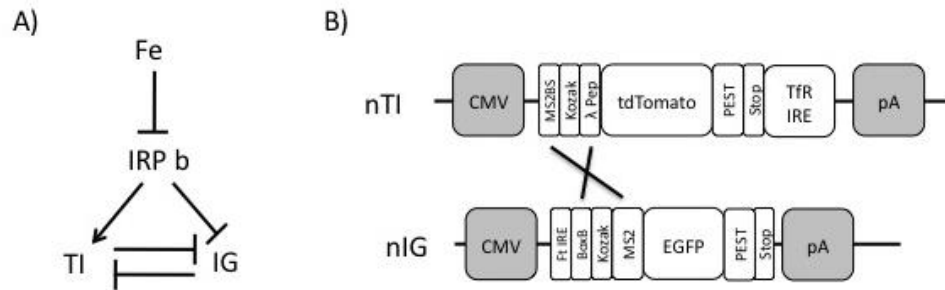 A)
Fe
IRP b
TI
IG
B)
nTI
CMV
MS2BS
Kozak
λ Pep
tdTomato
PEST
Stop
TfR
IRE
pA
nIG
CMV
Ft IRE
BoxB
Kozak
MS2
EGFP
PEST
Stop
pA